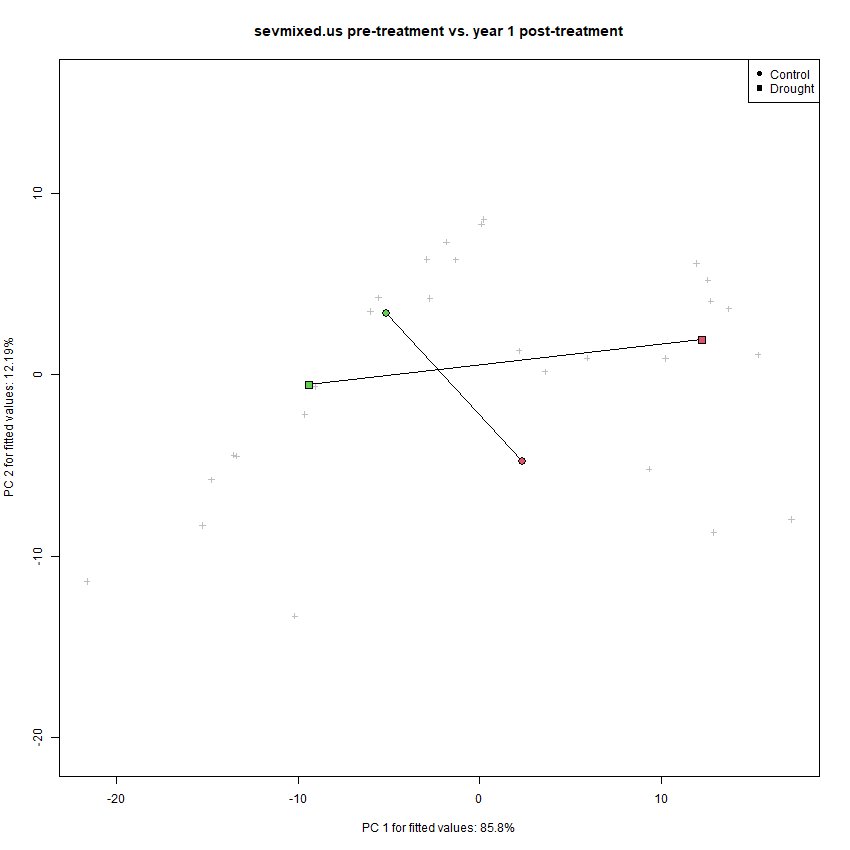 sevmixed.us pre-treatment vs. year 1 post-treatment
Control
Drought
10
0
-10
-20
PC 2 for fitted values: 12.19%
-20
-10
0
10
PC 1 for fitted values: 85.8%